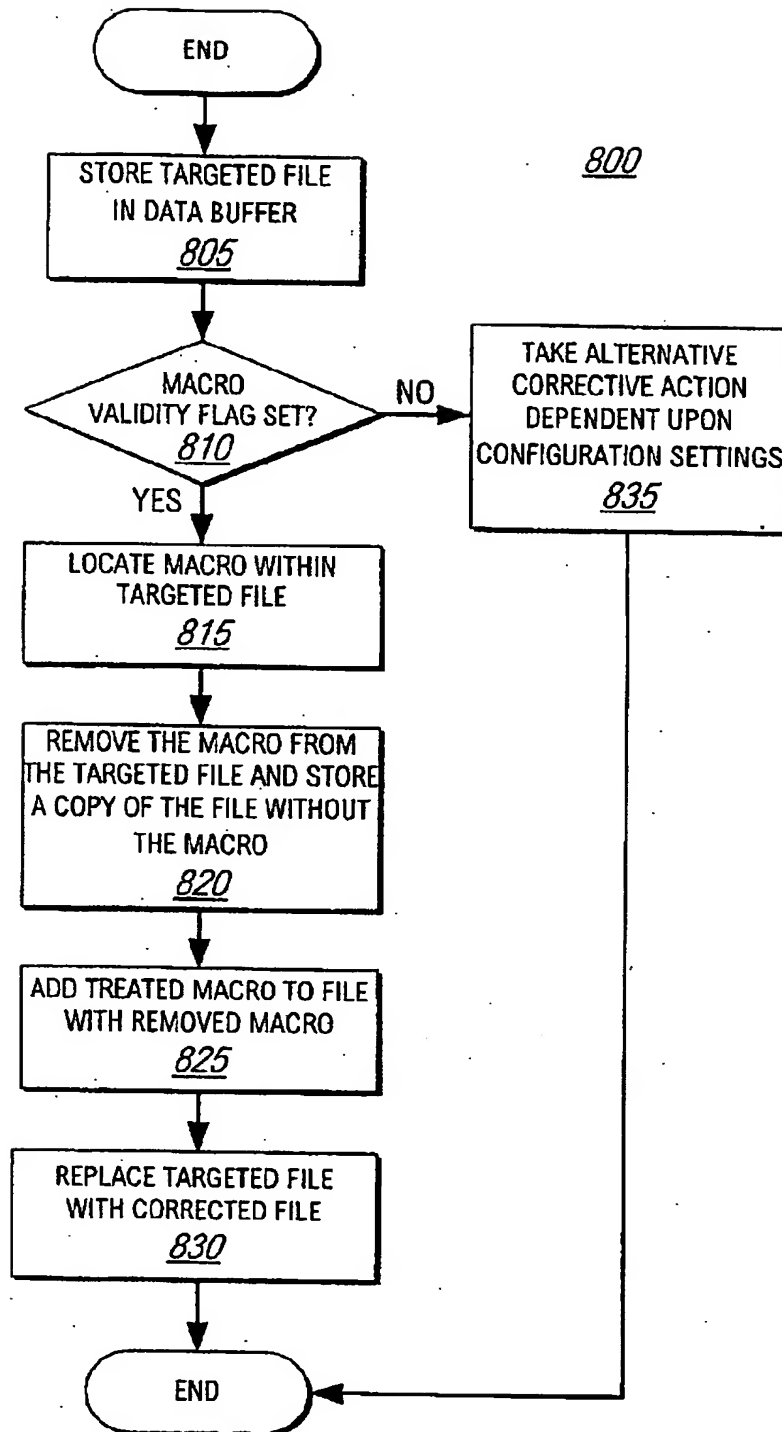 END
800
STORE TARGETED FILE
IN DATA BUFFER
805
MACRO
VALIDITY FLAG SET?
810
NO
YES
TAKE ALTERNATIVE
CORRECTIVE ACTION
DEPENDENT UPON
CONFIGURATION SETTINGS
835
LOCATE MACRO WITHIN
TARGETED FILE
815
REMOVE THE MACRO FROM
THE TARGETED FILE AND STORE
A COPY OF THE FILE WITHOUT
THE MACRO
820
ADD TREATED MACRO TO FILE
WITH REMOVED MACRO
825
REPLACE TARGETED FILE
WITH CORRECTED FILE
830
END